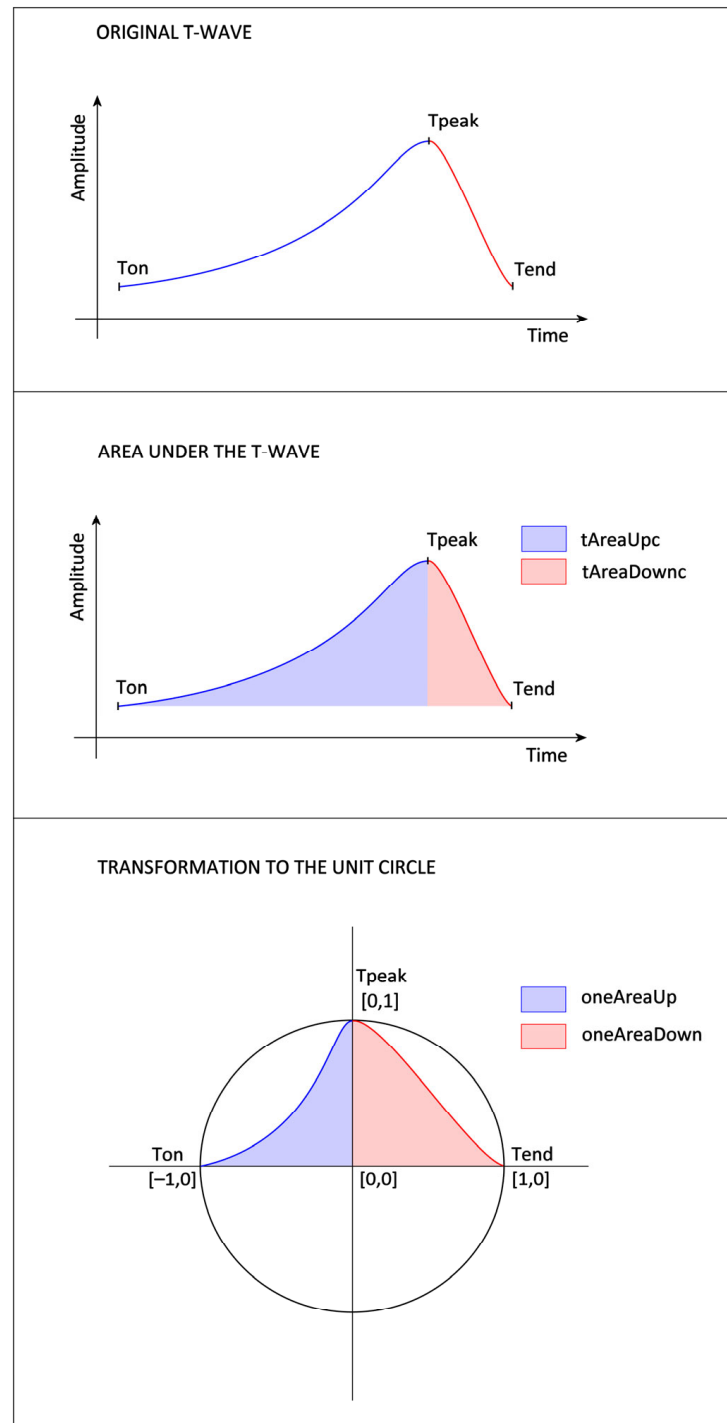 ORIGINAL T-WAVE
Tpeak
Amplitude
Ton
Tend
Time
AREA UNDER THE T-WAVE
Tpeak
tAreaUpc
tAreaDownc
Amplitude
Ton
Tend
Time
TRANSFORMATION TO THE UNIT CIRCLE
Tpeak
[0,1]
oneAreaUp
oneAreaDown
Ton
Tend
[−1,0]
[0,0]
[1,0]